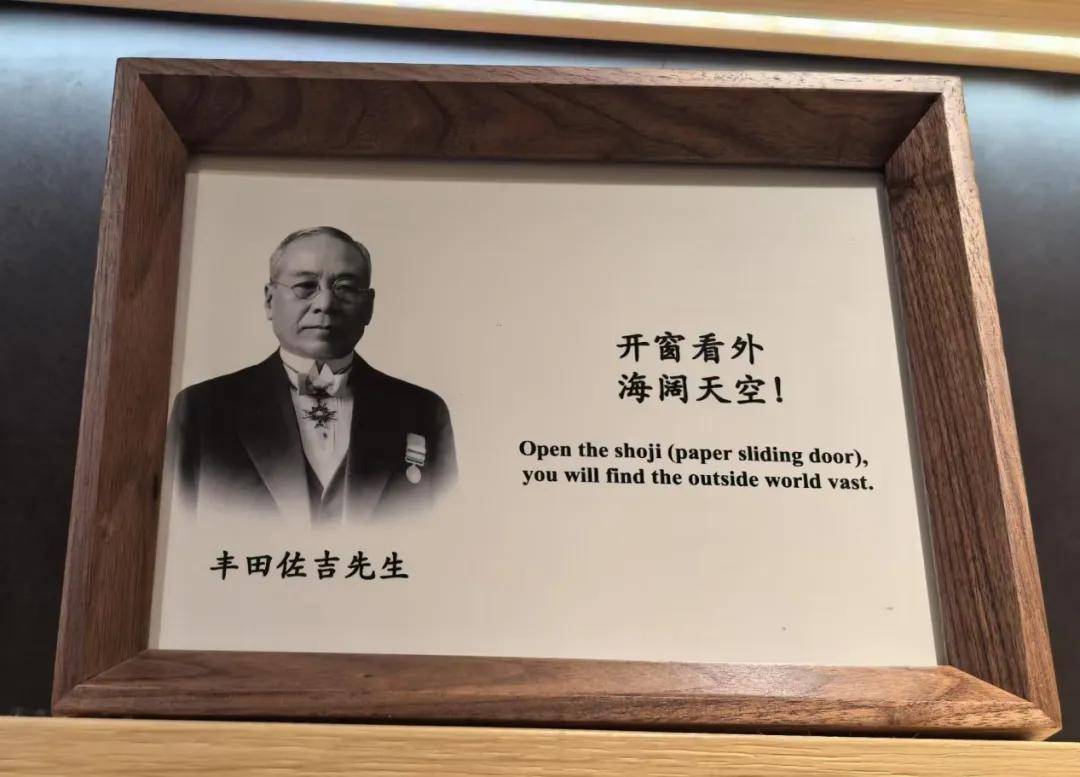 开窗看外
海阔天空！
Open the shoji (paper sliding door),
you will find the outside world vast.
丰田佐吉先生